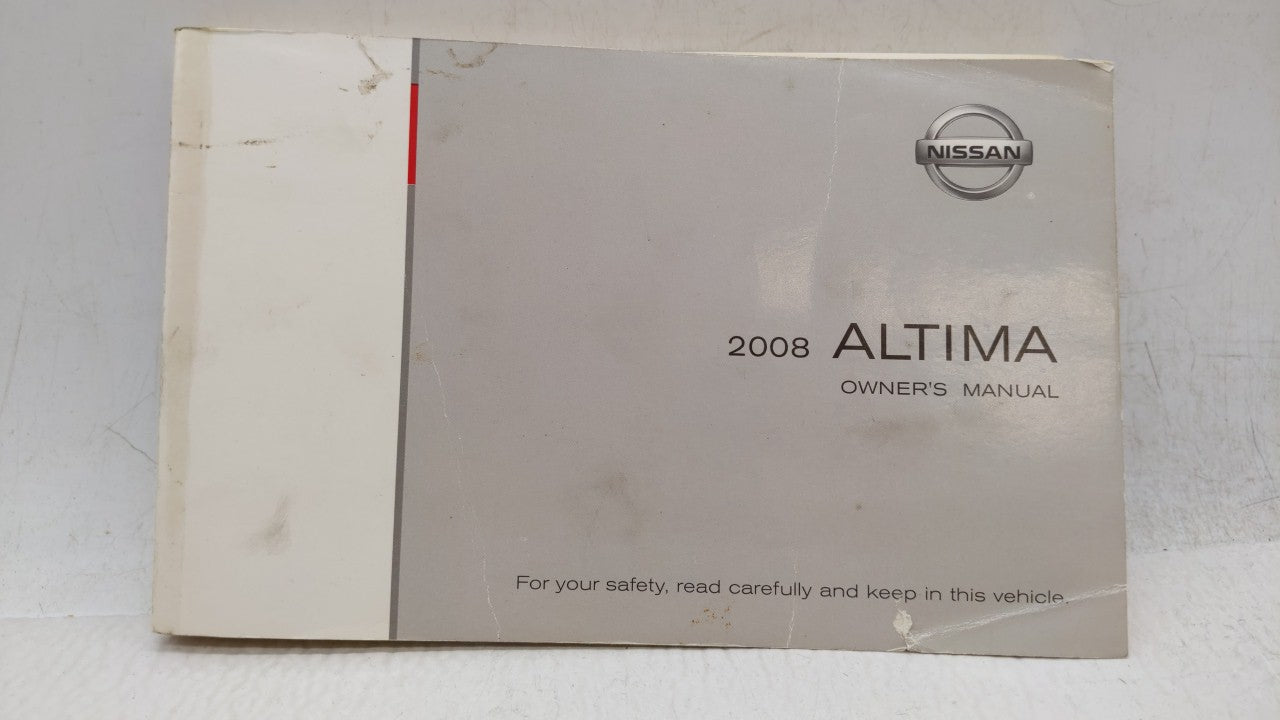 NISSAN
2008 ALTIMA
OWNER'S MANUAL
For your safety, read carefully and keep in this vehicle.